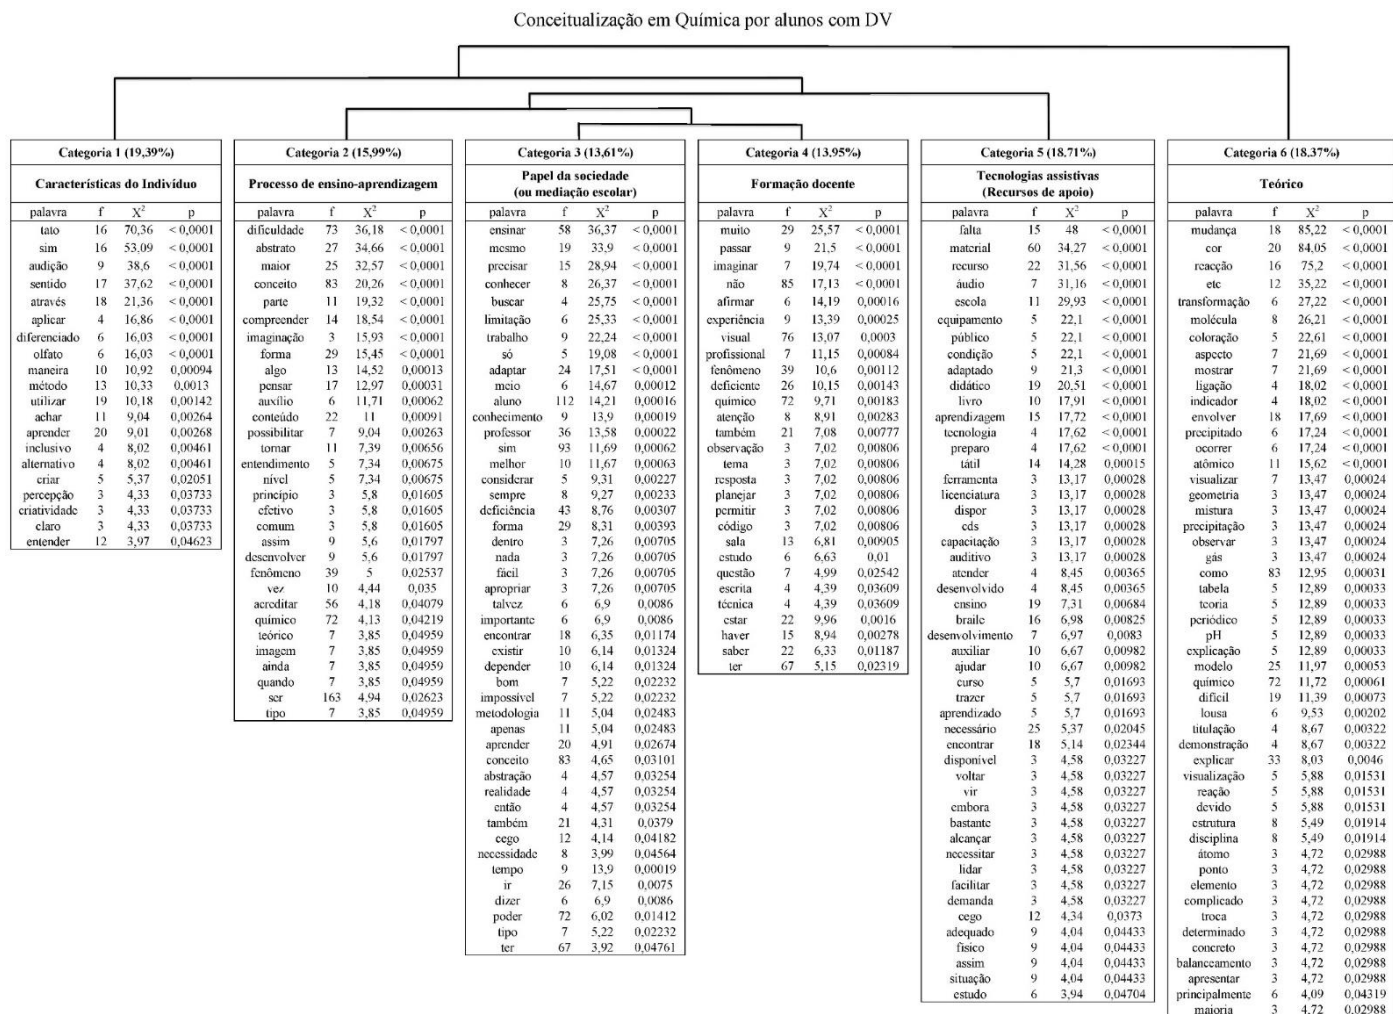 Conceitualização em Química por alunos com DV
Categoria 1 (19,39%)
Características do Indivíduo
palavra f X² p
tato 16 70,36 < 0,0001
sim 16 53,09 < 0,0001
audição 9 38,6 < 0,0001
sentido 17 37,62 < 0,0001
através 18 21,36 < 0,0001
aplicar 4 16,86 < 0,0001
diferenciado 6 16,03 < 0,0001
olfato 6 16,03 < 0,0001
maneira 10 10,92 0,00094
método 13 10,33 0,0013
utilizar 19 10,18 0,00142
achar 11 9,04 0,00264
aprender 20 9,01 0,00268
inclusivo 4 8,02 0,00461
alternativo 4 8,02 0,00461
criar 5 5,37 0,02051
percepção 3 4,33 0,03733
criatividade 3 4,33 0,03733
claro 3 4,33 0,03733
entender 12 3,97 0,04623
Categoria 2 (15,99%)
Processo de ensino-aprendizagem
palavra f X² p
dificuldade 73 36,18 < 0,0001
abstrato 27 34,66 < 0,0001
maior 25 32,57 < 0,0001
conceito 83 20,26 < 0,0001
parte 11 19,32 < 0,0001
compreender 14 18,54 < 0,0001
imaginação 3 15,93 < 0,0001
forma 29 15,45 < 0,0001
algo 13 14,52 0,00013
pensar 17 12,97 0,00031
auxílio 6 11,71 0,00062
conteúdo 22 11 0,00091
possibilitar 7 9,04 0,00263
tornar 11 7,39 0,00656
entendimento 5 7,34 0,00675
nível 5 7,34 0,00675
princípio 3 5,8 0,01605
efetivo 3 5,8 0,01605
comum 3 5,8 0,01605
assim 9 5,6 0,01797
desenvolver 9 5,6 0,01797
fenômeno 39 5 0,02537
vez 10 4,44 0,035
acreditar 56 4,18 0,04079
químico 72 4,13 0,04219
teórico 7 3,85 0,04959
imagem 7 3,85 0,04959
ainda 7 3,85 0,04959
quando 7 3,85 0,04959
ser 163 4,94 0,02623
tipo 7 3,85 0,04959
Categoria 3 (13,61%)
Papel da sociedade
(ou mediação escolar)
palavra f X² p
ensinar 58 36,37 < 0,0001
mesmo 19 33,9 < 0,0001
precisar 15 28,94 < 0,0001
conhecer 8 26,37 < 0,0001
buscar 4 25,75 < 0,0001
limitação 6 25,33 < 0,0001
trabalho 9 22,24 < 0,0001
só 5 19,08 < 0,0001
adaptar 24 17,51 < 0,0001
meio 6 14,67 0,00012
aluno 112 14,21 0,00016
conhecimento 9 13,9 0,00019
professor 36 13,58 0,00022
sim 93 11,69 0,00062
melhor 10 11,67 0,00063
considerar 5 9,31 0,00227
sempre 8 9,27 0,00233
deficiência 43 8,76 0,00307
forma 29 8,31 0,00393
dentro 3 7,26 0,00705
nada 3 7,26 0,00705
fácil 3 7,26 0,00705
apropriar 3 7,26 0,00705
talvez 6 6,9 0,0086
importante 6 6,9 0,0086
encontrar 18 6,35 0,01174
existir 10 6,14 0,01324
depender 10 6,14 0,01324
bom 7 5,22 0,02232
impossível 7 5,22 0,02232
metodologia 11 5,04 0,02483
apenas 11 5,04 0,02483
aprender 20 4,91 0,02674
conceito 83 4,65 0,03101
abstração 4 4,57 0,03254
realidade 4 4,57 0,03254
então 4 4,57 0,03254
também 21 4,31 0,0379
cego 12 4,14 0,04182
necessidade 8 3,99 0,04564
tempo 9 13,9 0,00019
ir 26 7,15 0,0075
dizer 6 6,9 0,0086
poder 72 6,02 0,01412
tipo 7 5,22 0,02232
ter 67 3,92 0,04761
Categoria 4 (13.95%)
Formação docente
palavra f X² p
muito 29 25,57 < 0,0001
passar 9 21,5 < 0,0001
imaginar 7 19,74 < 0,0001
não 85 17,13 < 0,0001
afirmar 6 14,19 0,00016
experiência 9 13,39 0,00025
visual 76 13,07 0,0003
profissional 7 11,15 0,00084
fenômeno 39 10,6 0,00112
deficiente 26 10,15 0,00143
químico 72 9,71 0,00183
atenção 8 8,91 0,00283
também 21 7,08 0,00777
observação 3 7,02 0,00806
tema 3 7,02 0,00806
resposta 3 7,02 0,00806
planejar 3 7,02 0,00806
permitir 3 7,02 0,00806
código 3 7,02 0,00806
sala 13 6,81 0,00905
estudo 6 6,63 0,01
questão 7 4,99 0,02542
escrita 4 4,39 0,03609
técnica 4 4,39 0,03609
estar 22 9,96 0,0016
haver 15 8,94 0,00278
saber 22 6,33 0,01187
ter 67 5,15 0,02319
Categoria 5 (18.71%)
Tecnologias assistivas
(Recursos de apoio)
palavra f X² p
falta 15 48 < 0,0001
material 60 34,27 < 0,0001
recurso 22 31,56 < 0,0001
áudio 7 31,16 < 0,0001
escola 11 29,93 < 0,0001
equipamento 5 22,1 < 0,0001
público 5 22,1 < 0,0001
condição 5 22,1 < 0,0001
adaptado 9 21,3 < 0,0001
didático 19 20,51 < 0,0001
livro 10 17,91 < 0,0001
aprendizagem 15 17,72 < 0,0001
tecnologia 4 17,62 < 0,0001
preparo 4 17,62 < 0,0001
tátil 14 14,28 0,00015
ferramenta 3 13,17 0,00028
licenciatura 3 13,17 0,00028
dispor 3 13,17 0,00028
cds 3 13,17 0,00028
capacitação 3 13,17 0,00028
auditivo 3 13,17 0,00028
atender 4 8,45 0,00365
desenvolvido 4 8,45 0,00365
ensino 19 7,31 0,00684
braile 16 6,98 0,00825
desenvolvimento 7 6,97 0,0083
auxiliar 10 6,67 0,00982
ajudar 10 6,67 0,00982
curso 5 5,7 0,01693
trazer 5 5,7 0,01693
aprendizado 5 5,7 0,01693
necessário 25 5,37 0,02045
encontrar 18 5,14 0,02344
disponível 3 4,58 0,03227
voltar 3 4,58 0,03227
vir 3 4,58 0,03227
embora 3 4,58 0,03227
bastante 3 4,58 0,03227
alcançar 3 4,58 0,03227
necessitar 3 4,58 0,03227
lidar 3 4,58 0,03227
facilitar 3 4,58 0,03227
demanda 3 4,58 0,03227
cego 12 4,34 0,0373
adequado 9 4,04 0,04433
físico 9 4,04 0,04433
assim 9 4,04 0,04433
situação 9 4,04 0,04433
estudo 6 3,94 0,04704
Categoria 6 (18.37%)
Teórico
palavra f X² p
mudança 18 85,22 < 0,0001
cor 20 84,05 < 0,0001
reacção 16 75,2 < 0,0001
etc 12 35,22 < 0,0001
transformação 6 27,22 < 0,0001
molécula 8 26,21 < 0,0001
coloração 5 22,61 < 0,0001
aspecto 7 21,69 < 0,0001
mostrar 7 21,69 < 0,0001
ligação 4 18,02 < 0,0001
indicador 4 18,02 < 0,0001
envolver 18 17,69 < 0,0001
precipitado 6 17,24 < 0,0001
ocorrer 6 17,24 < 0,0001
atômico 11 15,62 < 0,0001
visualizar 7 13,47 0,00024
geometria 3 13,47 0,00024
mistura 3 13,47 0,00024
precipitação 3 13,47 0,00024
observar 3 13,47 0,00024
gás 3 13,47 0,00024
como 83 12,95 0,00031
tabela 5 12,89 0,00033
teoria 5 12,89 0,00033
periódico 5 12,89 0,00033
pH 5 12,89 0,00033
explicação 5 12,89 0,00033
modelo 25 11,97 0,00053
químico 72 11,72 0,00061
difícil 19 11,39 0,00073
lousa 6 9,53 0,00202
titulação 4 8,67 0,00322
demonstração 4 8,67 0,00322
explicar 33 8,03 0,0046
visualização 5 5,88 0,01531
reação 5 5,88 0,01531
devido 5 5,88 0,01531
estrutura 8 5,49 0,01914
disciplina 8 5,49 0,01914
átomo 3 4,72 0,02988
ponto 3 4,72 0,02988
elemento 3 4,72 0,02988
complicado 3 4,72 0,02988
troca 3 4,72 0,02988
determinado 3 4,72 0,02988
concreto 3 4,72 0,02988
balanceamento 3 4,72 0,02988
apresentar 3 4,72 0,02988
principalmente 6 4,09 0,04319
maioria 3 4,72 0,02988